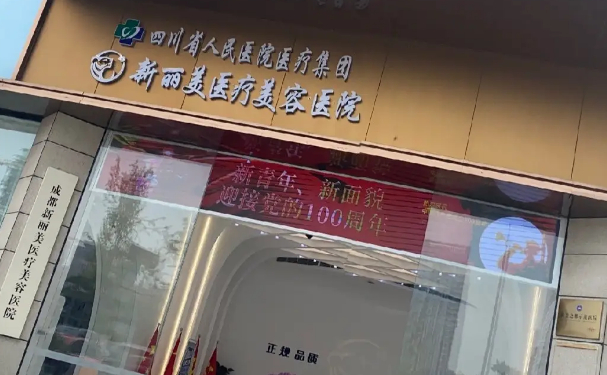 四川省人民医院医疗集团
新丽美医疗美容医院
新青年、新面貌
迎接党的100周年
成都新丽美医疗美容医院
正规品质